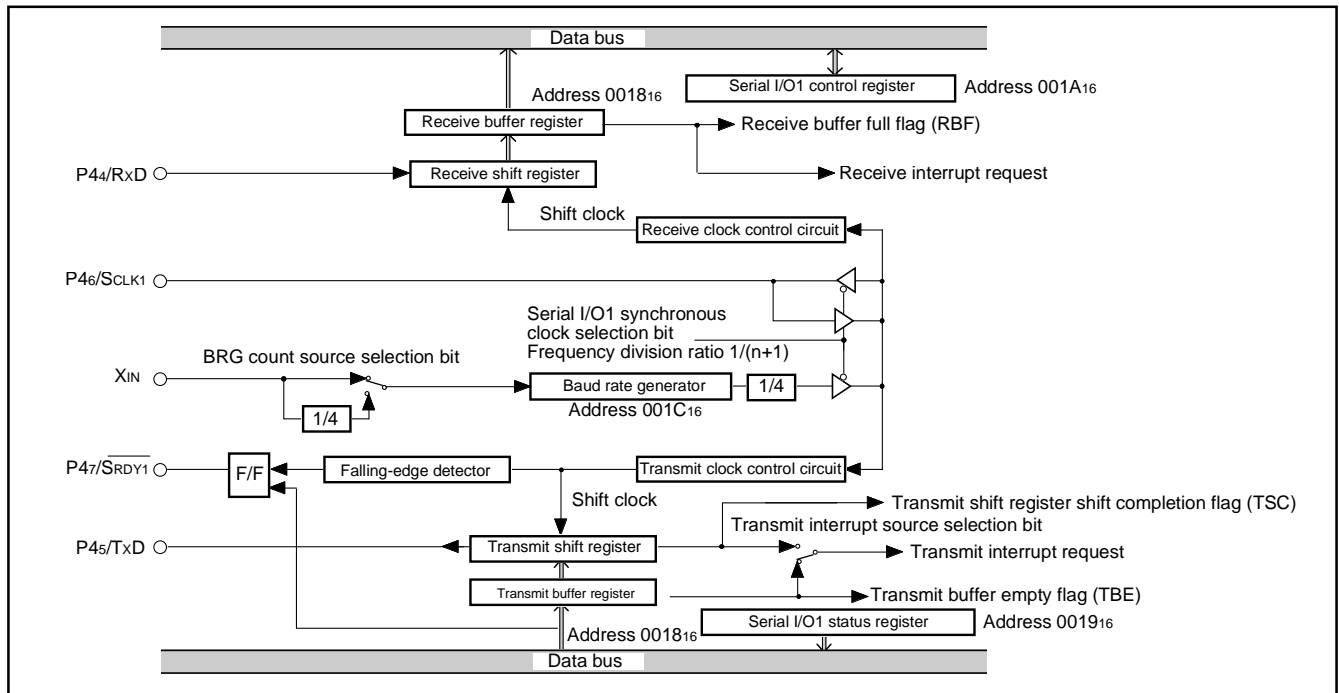 Data bus
Serial I/O1 control register
Address 001A16
Address 001816
Receive buffer register
Receive buffer full flag (RBF)
P44/RXD
Receive shift register
Receive interrupt request
Shift clock
Receive clock control circuit
P46/SCLK1
Serial I/O1 synchronous
clock selection bit
Frequency division ratio 1/(n+1)
BRG count source selection bit
XIN
Baud rate generator
1/4
1/4
Address 001C16
P47/SRDY1
F/F
Falling-edge detector
Transmit clock control circuit
Shift clock
Transmit shift register shift completion flag (TSC)
Transmit interrupt source selection bit
P45/TXD
Transmit shift register
Transmit interrupt request
Transmit buffer register
Transmit buffer empty flag (TBE)
Address 001816
Serial I/O1 status register
Address 001916
Data bus